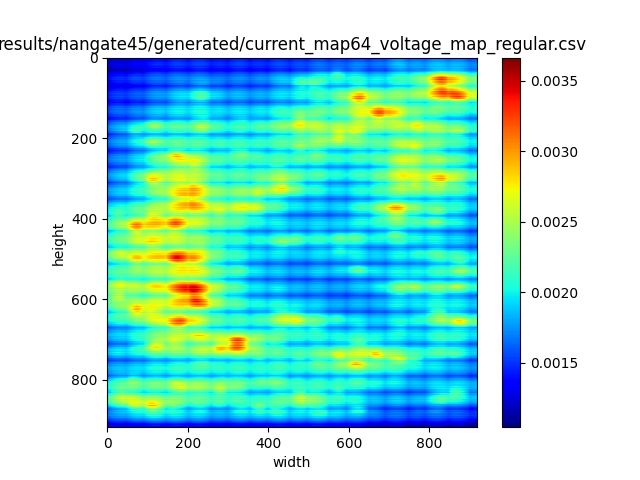 results/nangate45/generated/current_map64_voltage_map_regular.csv
0
200
400
600
800
height
0 200 400 600 800
width
0.0035
0.0030
0.0025
0.0020
0.0015